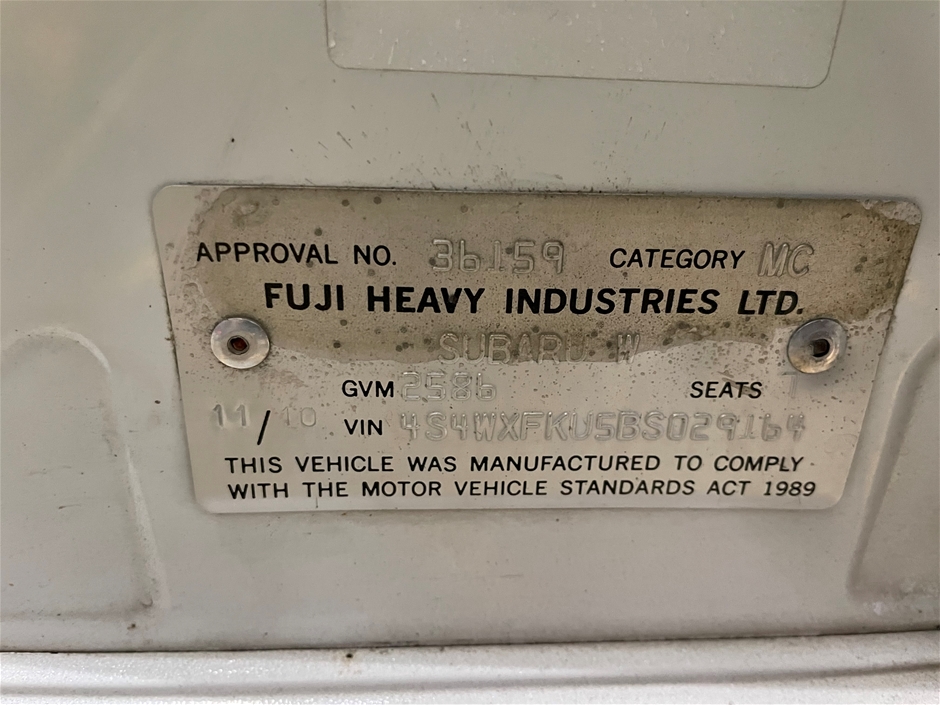 APPROVAL NO. 36159 CATEGORY MC
FUJI HEAVY INDUSTRIES LTD.
SUBARU W
GVM 2586 SEATS 7
11/10 VIN 4S4WXFKU5BS029164
THIS VEHICLE WAS MANUFACTURED TO COMPLY
WITH THE MOTOR VEHICLE STANDARDS ACT 1989